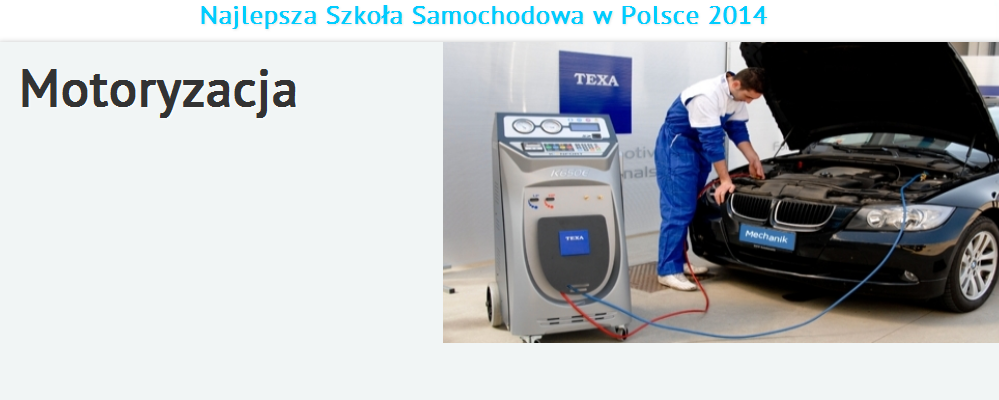 Najlepsza Szkoła Samochodowa w Polsce 2014
Motoryzacja
TEXA
TEXA
Mechanik